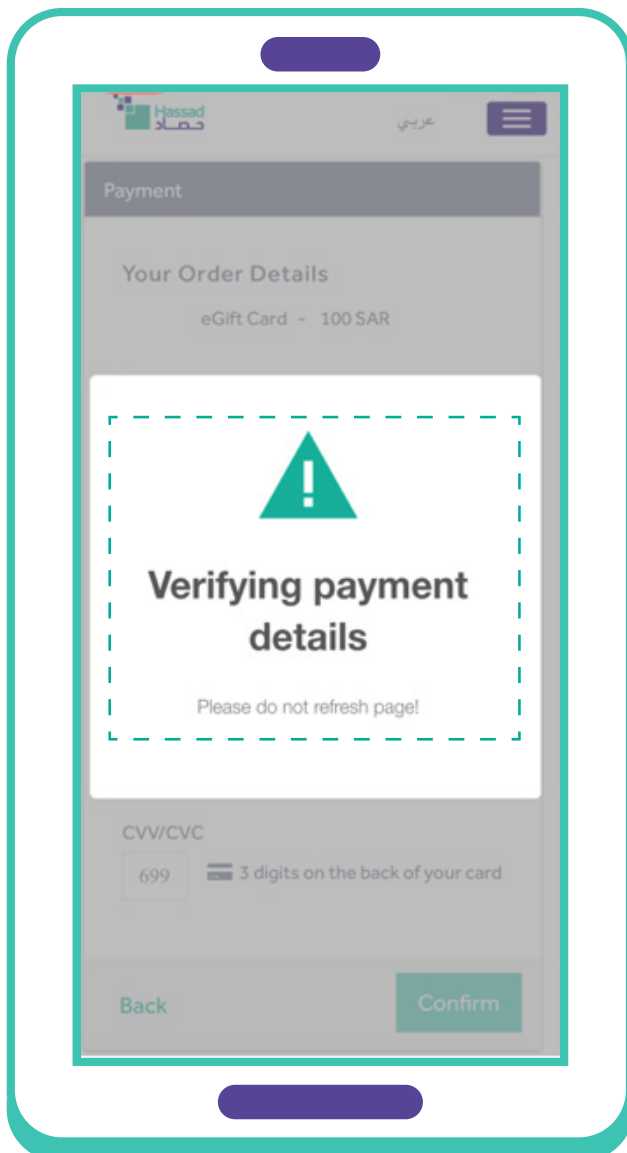 Hassad
حصاد
عربي
Payment
Your Order Details
eGift Card - 100 SAR
!
Verifying payment
details
Please do not refresh page!
CVV/CVC
699 3 digits on the back of your card
Back Confirm